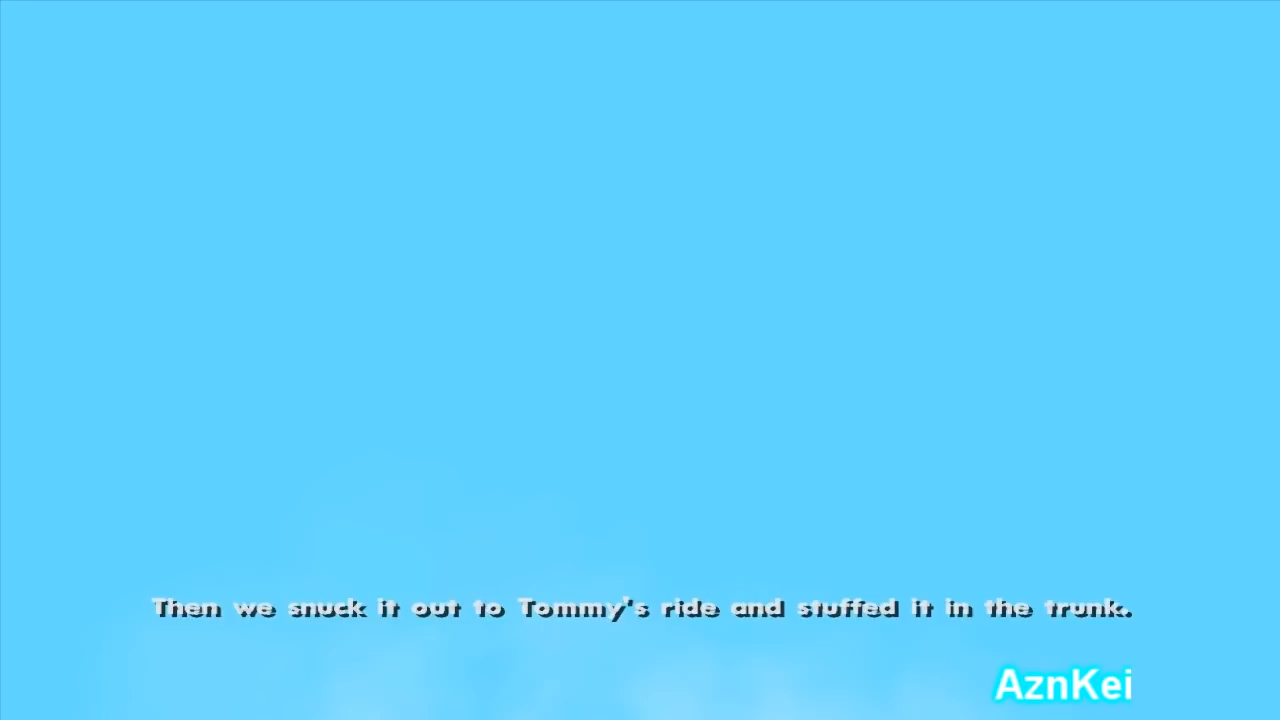 Then we snuck it out to Tommy's ride and stuffed it in the trunk.
AznKei